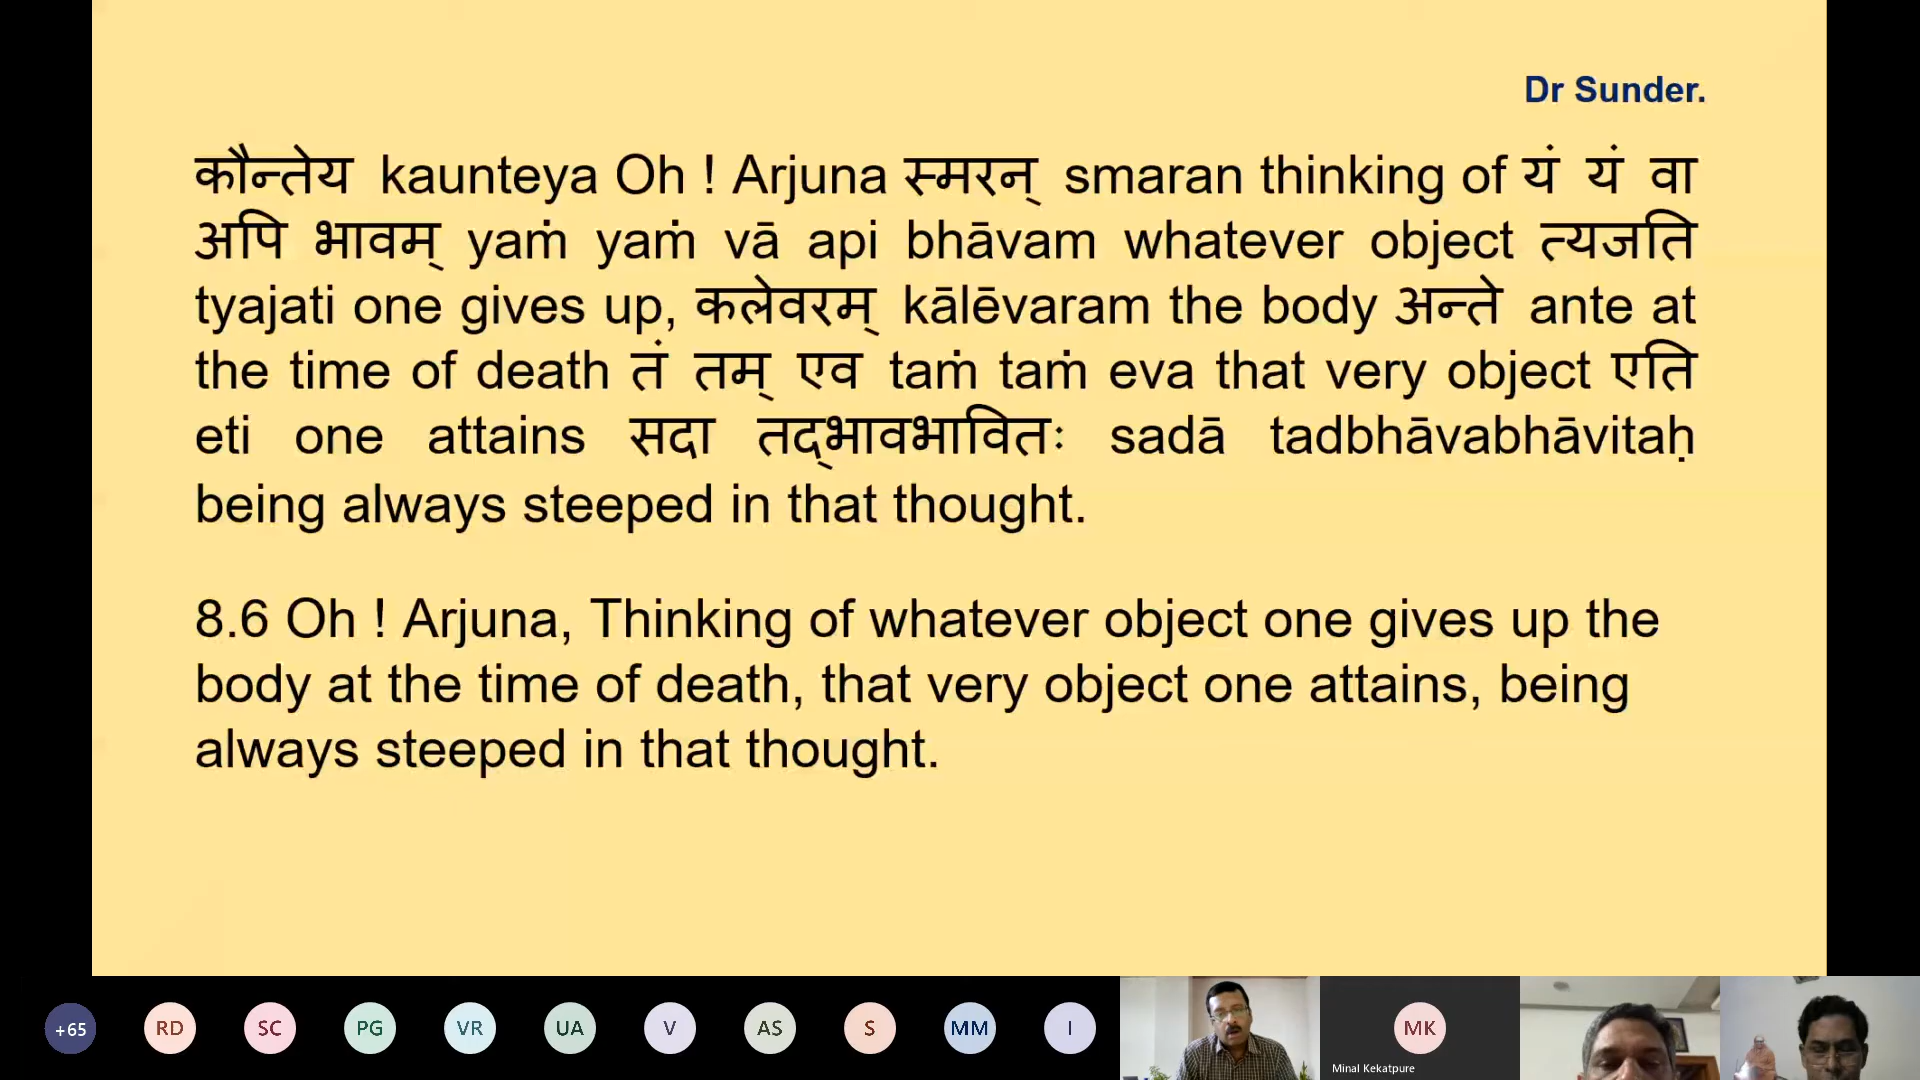 Dr Sunder.
कौन्तेय kaunteya Oh ! Arjuna स्मरन् smaran thinking of यं यं वा
अपि भावम् yaṁ yaṁ vā api bhāvam whatever object त्यजति
tyajati one gives up, कलेवरम् kālēvaram the body अन्ते ante at
the time of death तं तम् एव taṁ taṁ eva that very object एति
eti one attains सदा तद्भावभावितः sadā tadbhāvabhāvitaḥ
being always steeped in that thought.
8.6 Oh ! Arjuna, Thinking of whatever object one gives up the
body at the time of death, that very object one attains, being
always steeped in that thought.
+65 RD SC PG VR UA V AS S MM I MK
Minal Kekatpure